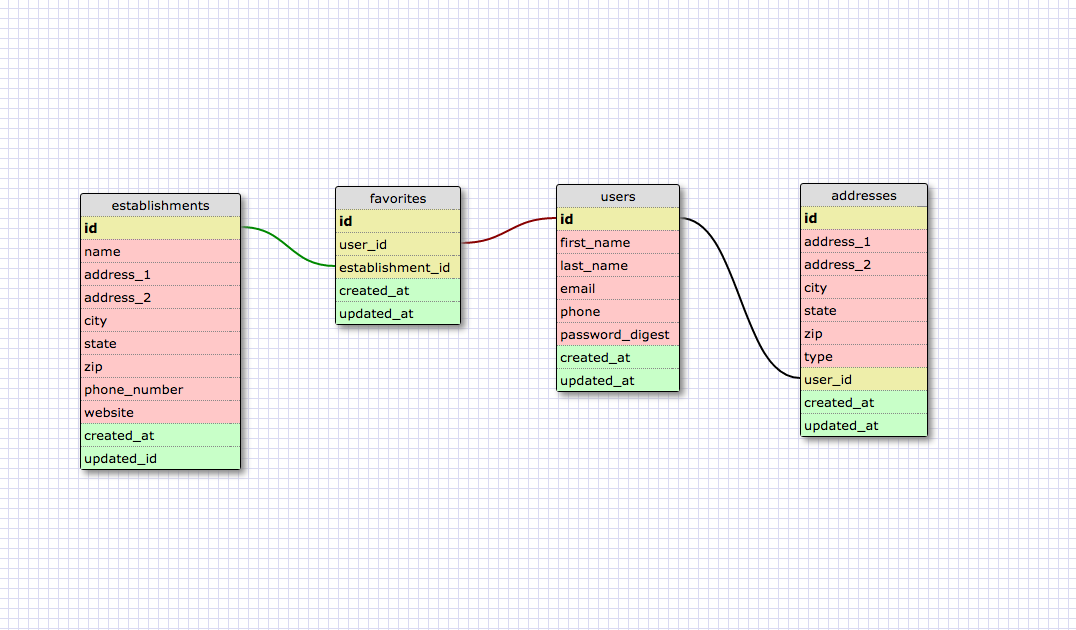 establishments
id
name
address_1
address_2
city
state
zip
phone_number
website
created_at
updated_id
favorites
id
user_id
establishment_id
created_at
updated_at
users
id
first_name
last_name
email
phone
password_digest
created_at
updated_at
addresses
id
address_1
address_2
city
state
zip
type
user_id
created_at
updated_at